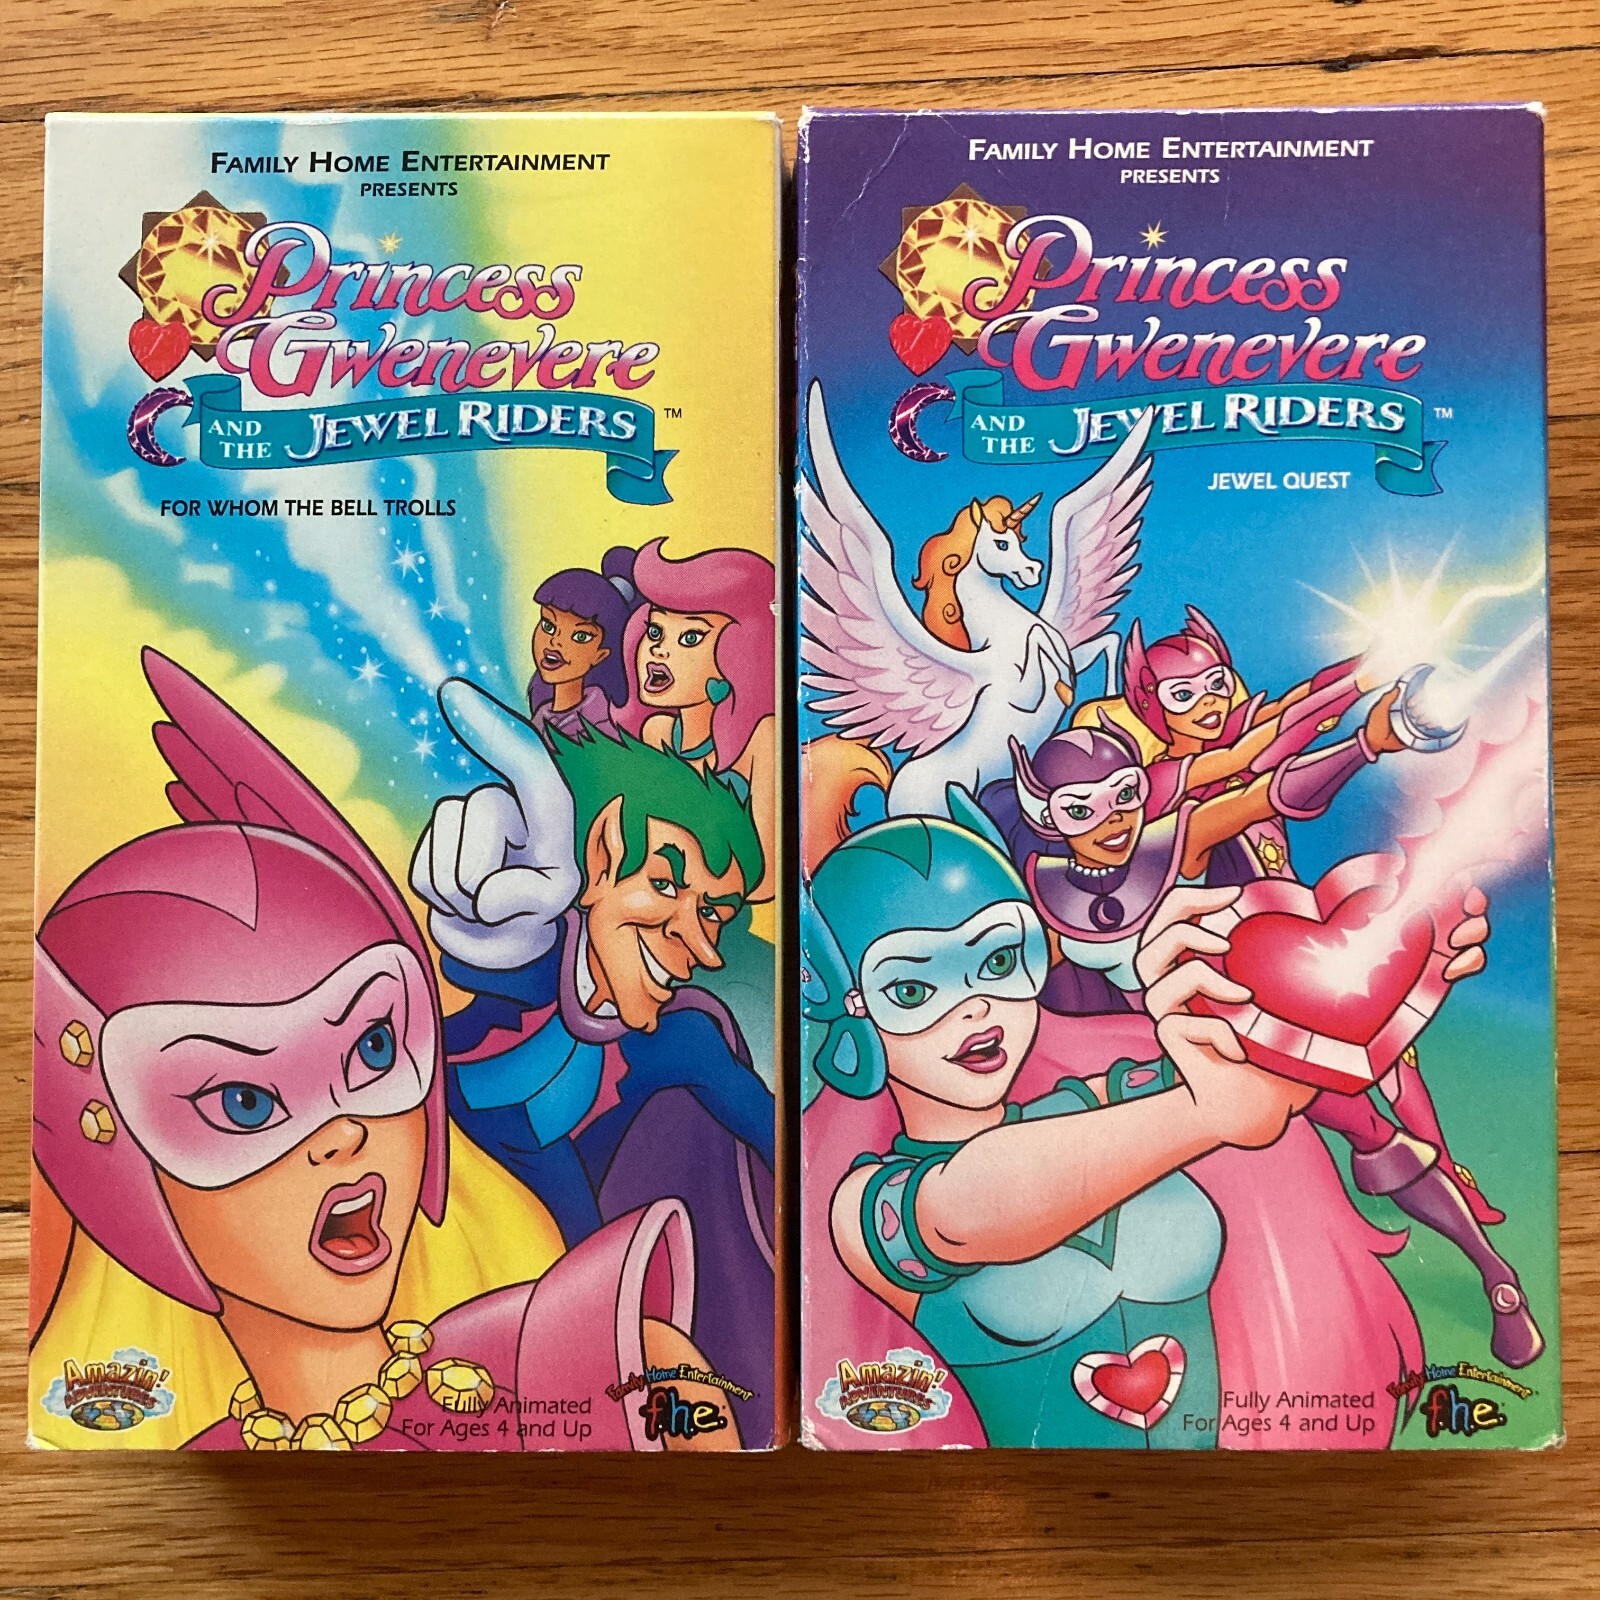 FAMILY HOME ENTERTAINMENT
PRESENTS
Princess
Gwenevere
AND THE JEWEL RIDERS ™
FOR WHOM THE BELL TROLLS
Amazin'!
ADVENTURES
Fully Animated
For Ages 4 and Up
Family Home Entertainment
f.h.e.
FAMILY HOME ENTERTAINMENT
PRESENTS
Princess
Gwenevere
AND THE JEWEL RIDERS ™
JEWEL QUEST
Amazin'!
ADVENTURES
Fully Animated
For Ages 4 and Up
Family Home Entertainment
f.h.e.